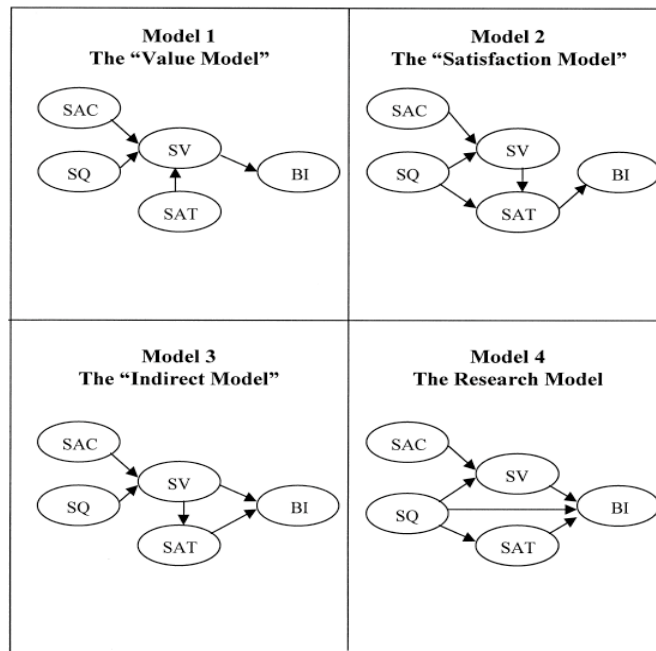 Model 1
The “Value Model”
SAC
SV
SQ
BI
SAT
Model 2
The “Satisfaction Model”
SAC
SV
BI
SQ
SAT
Model 3
The “Indirect Model”
SAC
SV
SQ
BI
SAT
Model 4
The Research Model
SAC
SV
SQ
BI
SAT